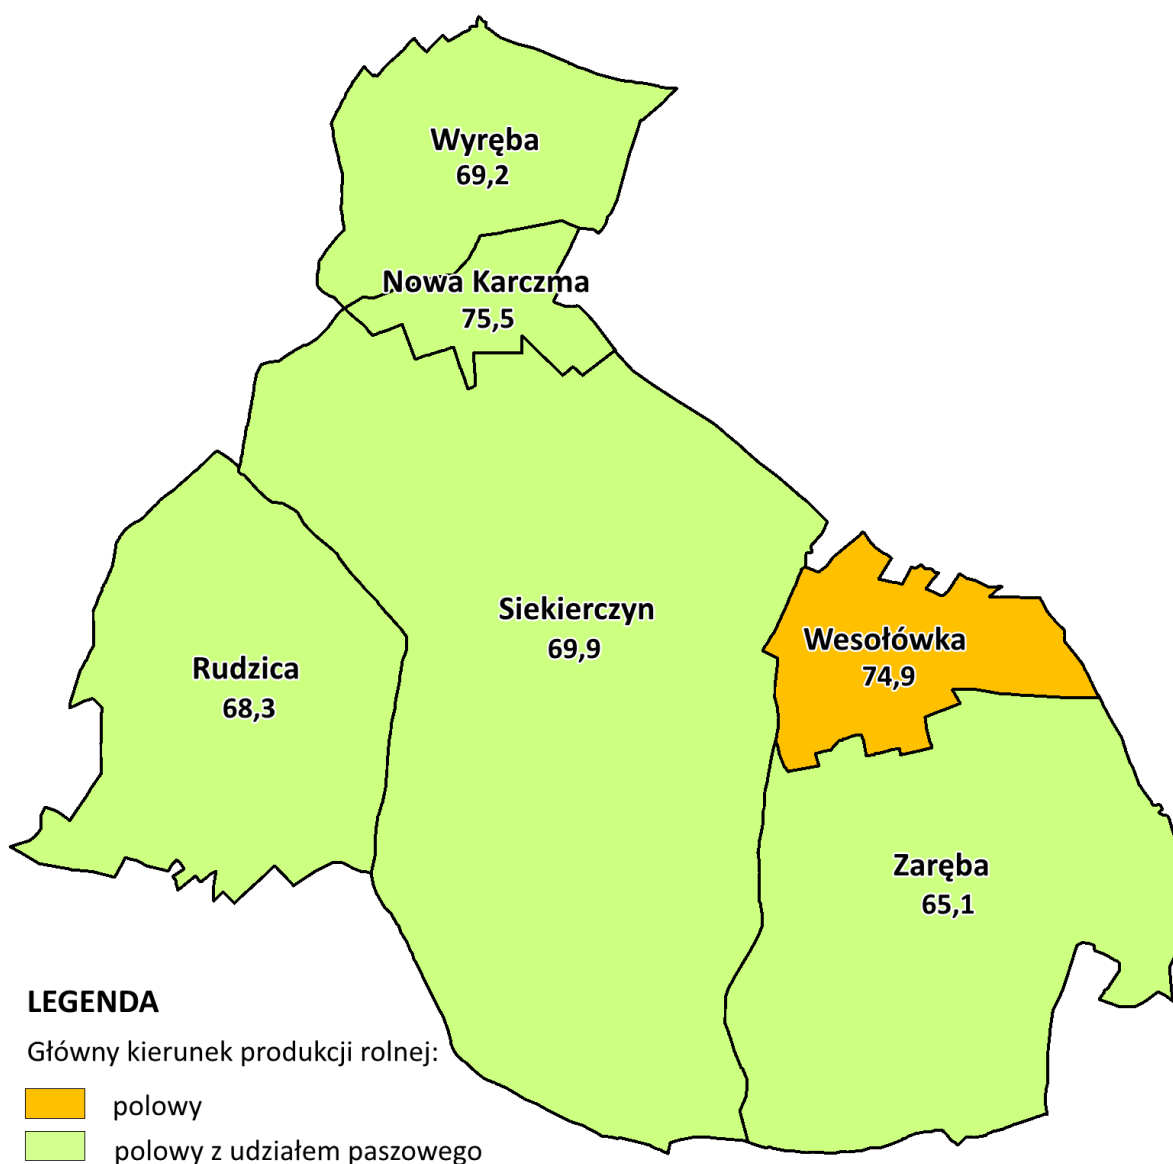 Wyręba
69,2
Nowa Karczma
75,5
Siekierczyn
69,9
Wesołówka
74,9
Rudzica
68,3
Zaręba
65,1
LEGENDA
Główny kierunek produkcji rolnej:
polowy
polowy z udziałem paszowego